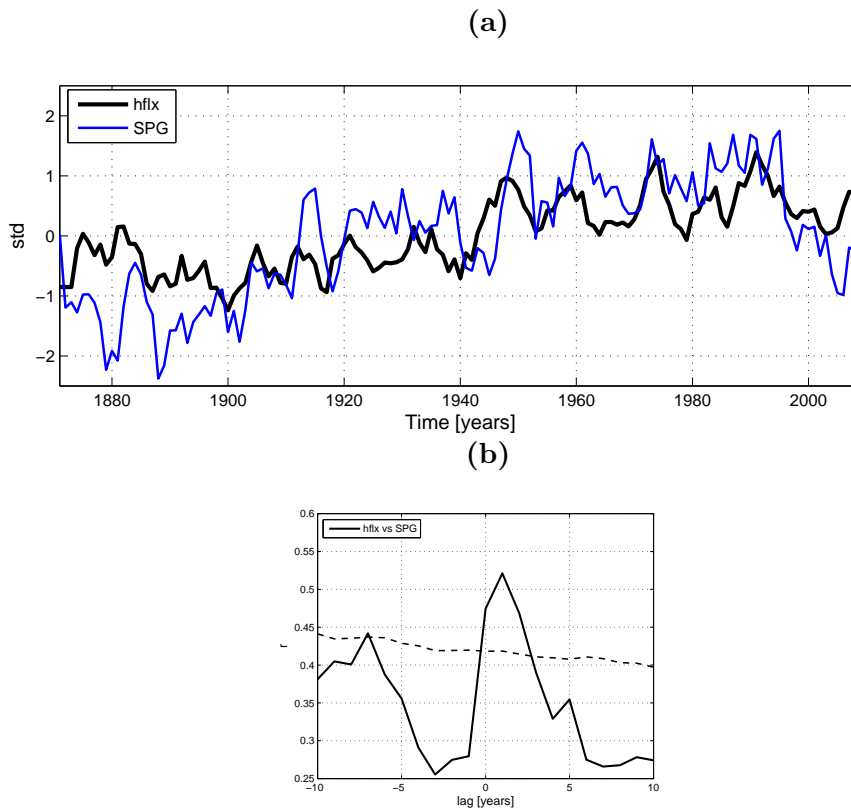 (a)
hflx
SPG
std
2
1
0
−1
−2
1880 1900 1920 1940 1960 1980 2000
Time [years]
(b)
hflx vs SPG
r
0.6
0.55
0.5
0.45
0.4
0.35
0.3
0.25
−10 −5 0 5 10
lag [years]